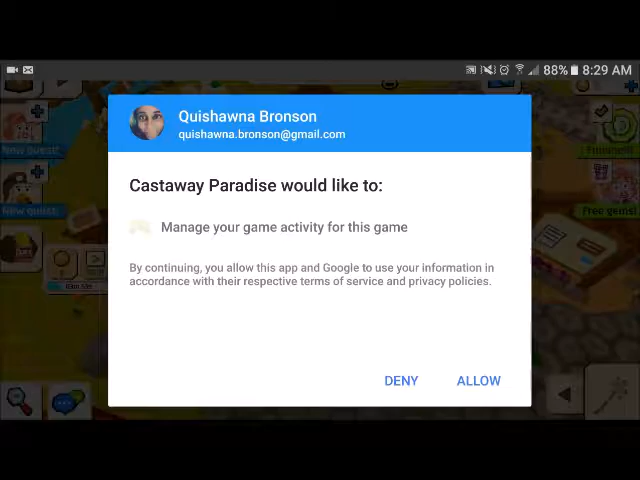 88% 8:29 AM
Quishawna Bronson
quishawna.bronson@gmail.com
Castaway Paradise would like to:
Manage your game activity for this game
By continuing, you allow this app and Google to use your information in
accordance with their respective terms of service and privacy policies.
New quest!
New quest!
Free gems!
DENY ALLOW